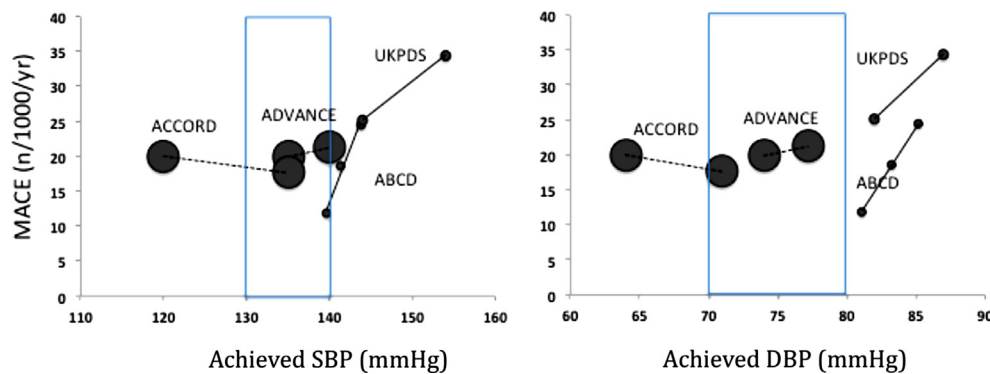 40
35
30
25
20
15
10
5
0
MACE (n/1000/yr)
UKPDS
ACCORD
ADVANCE
ABCD
110 120 130 140 150 160
Achieved SBP (mmHg)
40
35
30
25
20
15
10
5
0
UKPDS
ACCORD
ADVANCE
ABCD
60 65 70 75 80 85 90
Achieved DBP (mmHg)